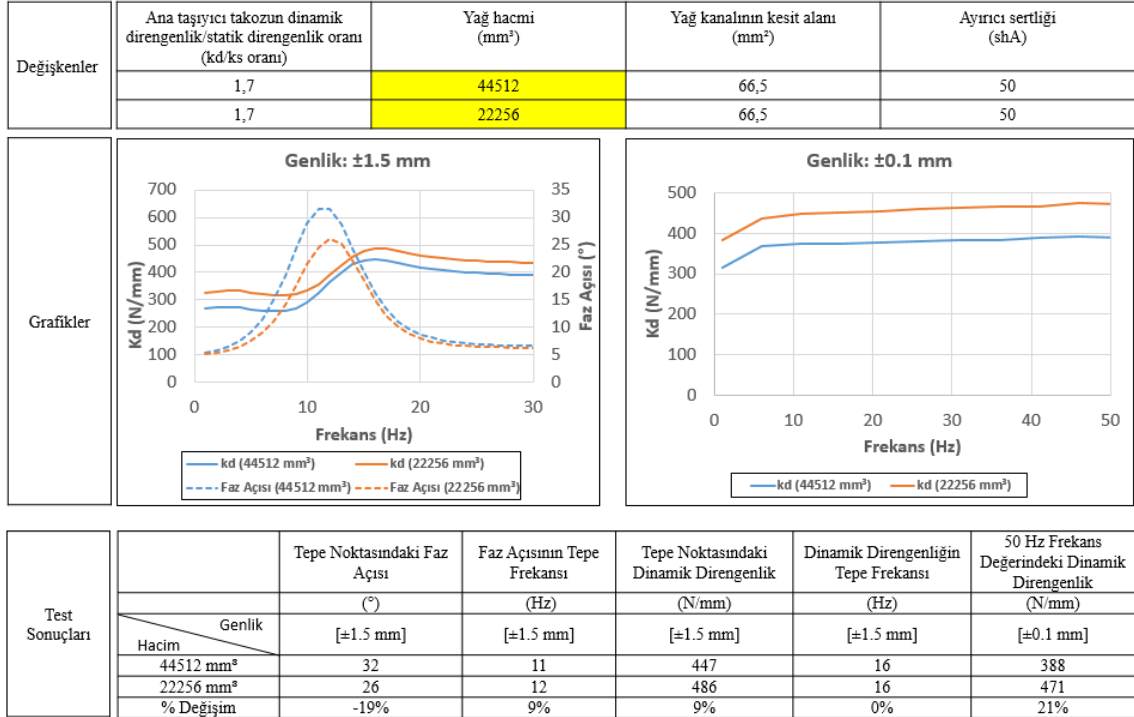 Değişkenler
Ana taşıyıcı takozun dinamik
direngenlik/statik direngenlik oranı
(kd/ks oranı)
Yağ hacmi
(mm³)
Yağ kanalının kesit alanı
(mm²)
Ayırıcı sertliği
(shA)
1,7 44512 66,5 50
1,7 22256 66,5 50
Grafikler
Genlik: ±1.5 mm
700
600
500
400
300
200
100
0
Kd (N/mm)
35
30
25
20
15
10
5
0
Faz Açısı (°)
0 10 20 30
Frekans (Hz)
kd (44512 mm³) kd (22256 mm³)
Faz Açısı (44512 mm³) Faz Açısı (22256 mm³)
Genlik: ±0.1 mm
500
400
300
200
100
0
Kd (N/mm)
0 10 20 30 40 50
Frekans (Hz)
kd (44512 mm³) kd (22256 mm³)
Test
Sonuçları
Tepe Noktasındaki Faz
Açısı
Faz Açısının Tepe
Frekansı
Tepe Noktasındaki
Dinamik Direngenlik
Dinamik Direngenliğin
Tepe Frekansı
50 Hz Frekans
Değerindeki Dinamik
Direngenlik
(°) (Hz) (N/mm) (Hz) (N/mm)
Genlik
Hacim
[±1.5 mm] [±1.5 mm] [±1.5 mm] [±1.5 mm] [±0.1 mm]
44512 mm³ 32 11 447 16 388
22256 mm³ 26 12 486 16 471
% Değişim -19% 9% 9% 0% 21%